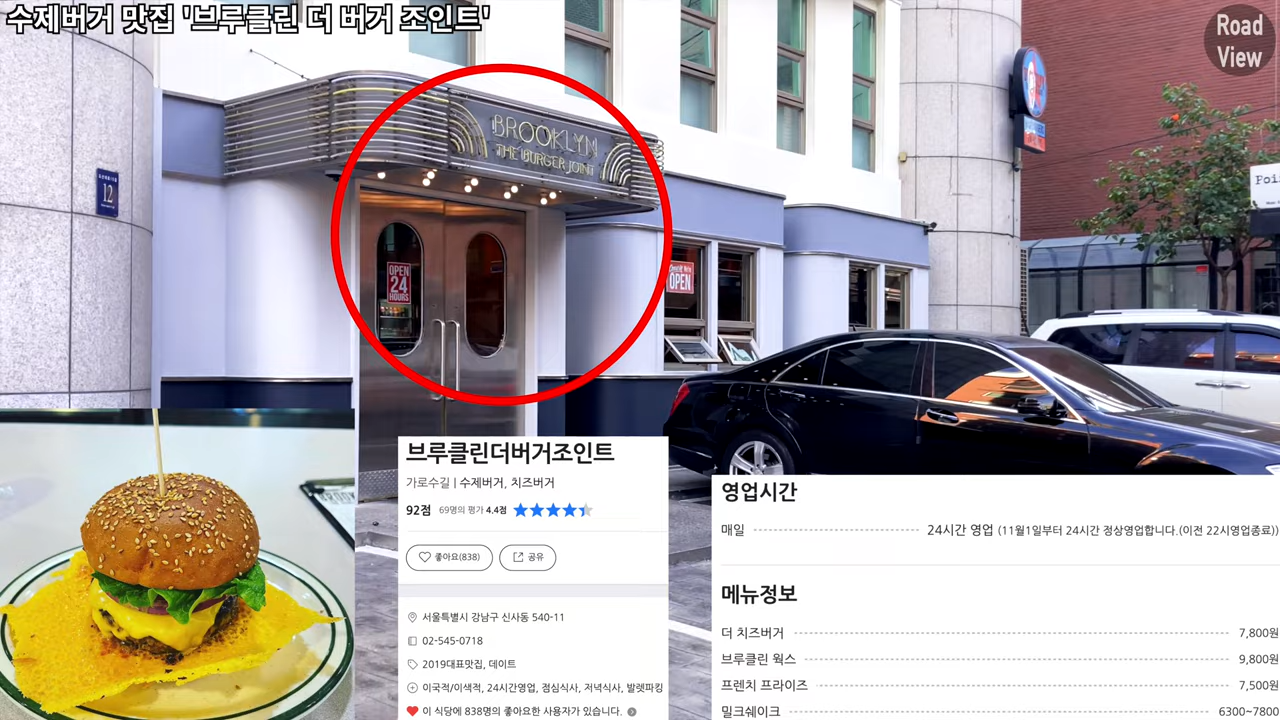 수제버거 맛집 '브루클린 더 버거 조인트'
Road
View
BROOKLYN
THE BURGER JOINT
12
OPEN
24
HOURS
OPEN
브루클린더버거조인트
가로수길 | 수제버거, 치즈버거
92점 69명의 평가 4.4점
좋아요(838) 공유
서울특별시 강남구 신사동 540-11
02-545-0718
2019대표맛집, 데이트
이국적/이색적, 24시간영업, 점심식사, 저녁식사, 발렛파킹
이 식당에 838명의 좋아요한 사용자가 있습니다.
영업시간
매일 24시간 영업 (11월1일부터 24시간 정상영업합니다.(이전 22시영업종료))
메뉴정보
더 치즈버거 7,800원
브루클린 웍스 9,800원
프렌치 프라이즈 7,500원
밀크쉐이크 6300~7800